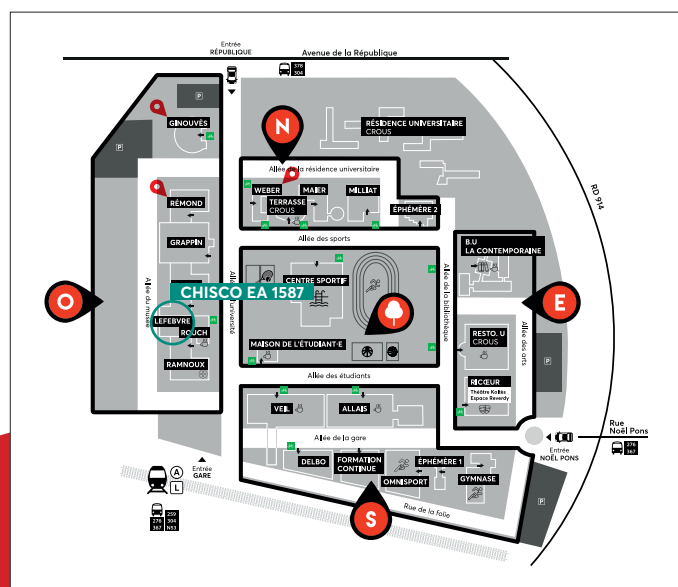 Entrée
RÉPUBLIQUE
Avenue de la République
378
304
P
GINOUVÈS
P
N
RÉSIDENCE UNIVERSITAIRE
CROUS
RD 914
Allée de la résidence universitaire
WEBER
MAIER
MILLIAT
RÉMOND
TERRASSE
CROUS
ÉPHÉMÈRE 2
Allée des sports
GRAPPIN
B.U
LA CONTEMPORAINE
Allée du musée
Allée de l'université
CENTRE SPORTIF
Allée de la bibliothèque
CHISCO EA 1587
O
E
LEFEBVRE
ROUCH
RESTO. U
CROUS
Allée des arts
MAISON DE L'ÉTUDIANT·E
RAMNOUX
P
Allée des étudiants
RICŒUR
Théâtre Koltès
Espace Reverdy
VEIL
ALLAIS
Rue
Noël Pons
Allée de la gare
276
367
Entrée
NOËL PONS
Entrée
GARE
DELBO
FORMATION
CONTINUE
ÉPHÉMÈRE 1
OMNISPORT
GYMNASE
A
L
P
Rue de la folie
S
259
276 304
367 N53